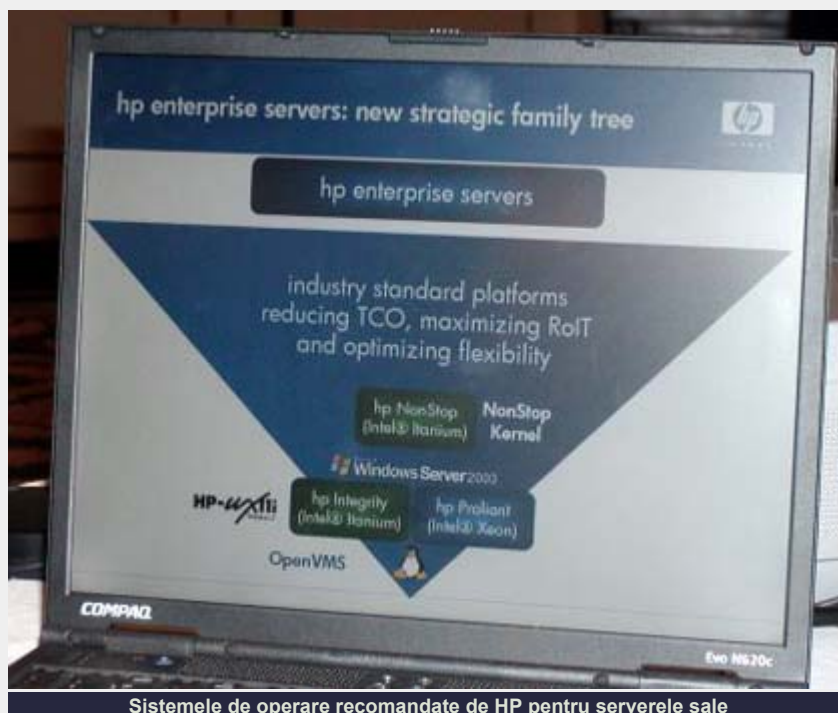 hp enterprise servers: new strategic family tree
hp
hp enterprise servers
industry standard platforms
reducing TCO, maximizing RoIT
and optimizing flexibility
hp NonStop
(Intel® Itanium)
NonStop
Kernel
Windows Server 2003
HP-UX 11i
hp Integrity
(Intel® Itanium)
hp Proliant
(Intel® Xeon)
OpenVMS
COMPAQ
Evo N620c
Sistemele de operare recomandate de HP pentru serverele sale